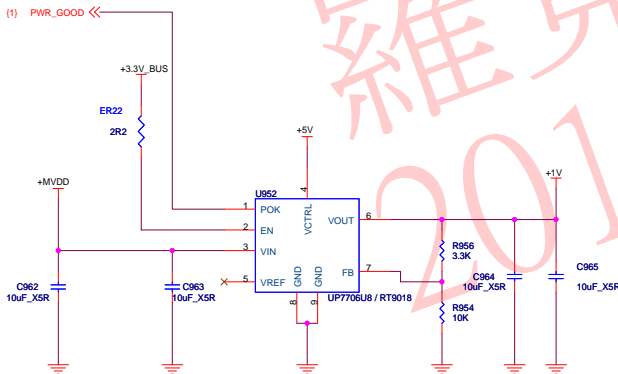 {1} PWR_GOOD
+3.3V_BUS
ER22
2R2
+5V
+MVDD
+1V
U952
1 POK
2 EN
3 VIN
5 VREF
4 VCTRL
VOUT 6
FB 7
GND 8
GND 9
UP7706U8 / RT9018
C962
10uF_X5R
C963
10uF_X5R
R956
3.3K
R954
10K
C964
10uF_X5R
C965
10uF_X5R
羅
201